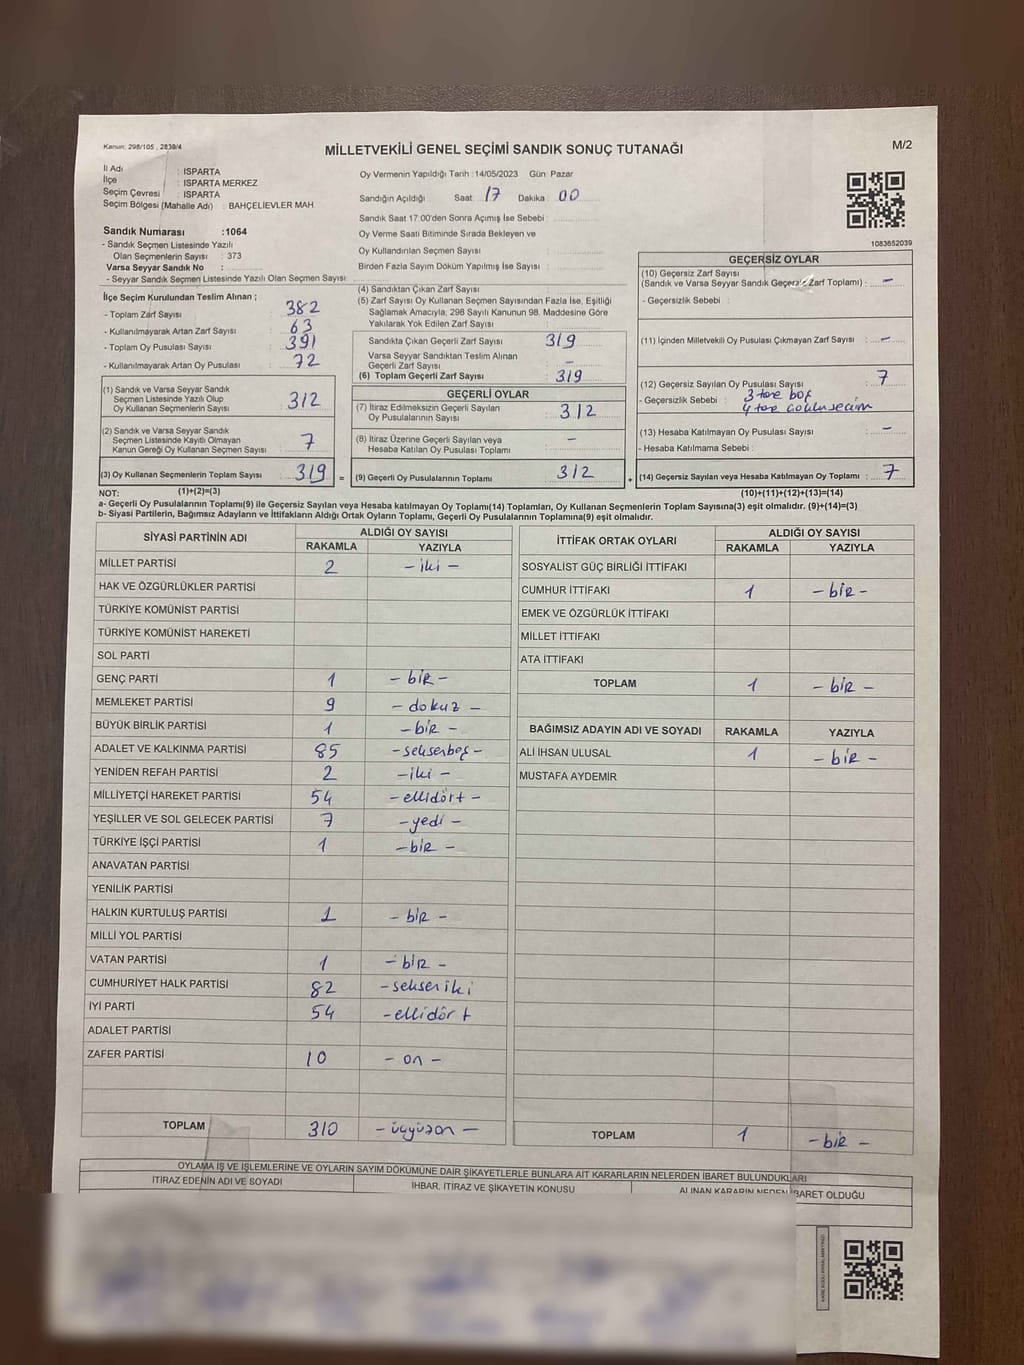 Kanun: 298/105 , 2839/4
MİLLETVEKİLİ GENEL SEÇİMİ SANDIK SONUÇ TUTANAĞI
M/2
İl Adı : ISPARTA
İlçe : ISPARTA MERKEZ
Seçim Çevresi : ISPARTA
Seçim Bölgesi (Mahalle Adı) : BAHÇELİEVLER MAH.
Sandık Numarası :1064
- Sandık Seçmen Listesinde Yazılı
Olan Seçmenlerin Sayısı : 373
Varsa Seyyar Sandık No :
- Seyyar Sandık Seçmen Listesinde Yazılı Olan Seçmen Sayısı :
İlçe Seçim Kurulundan Teslim Alınan ;
- Toplam Zarf Sayısı : 382
- Kullanılmayarak Artan Zarf Sayısı : 63
- Toplam Oy Pusulası Sayısı : 391
- Kullanılmayarak Artan Oy Pusulası : 72
(1) Sandık ve Varsa Seyyar Sandık
Seçmen Listesinde Yazılı Olup
Oy Kullanan Seçmenlerin Sayısı : 312
(2) Sandık ve Varsa Seyyar Sandık
Seçmen Listesinde Kayıtlı Olmayan
Kanun Gereği Oy Kullanan Seçmen Sayısı : 7
(3) Oy Kullanan Seçmenlerin Toplam Sayısı : 319 =
Oy Vermenin Yapıldığı Tarih :14/05/2023 Gün: Pazar
Sandığın Açıldığı Saat: 17 Dakika: 00
Sandık Saat 17:00'den Sonra Açımış İse Sebebi :
Oy Verme Saati Bitiminde Sırada Bekleyen ve
Oy Kullandırılan Seçmen Sayısı :
Birden Fazla Sayım Döküm Yapılmış İse Sayısı :
(4) Sandıktan Çıkan Zarf Sayısı :
(5) Zarf Sayısı Oy Kullanan Seçmen Sayısından Fazla İse, Eşitliği
Sağlamak Amacıyla, 298 Sayılı Kanunun 98. Maddesine Göre
Yakılarak Yok Edilen Zarf Sayısı :
Sandıkta Çıkan Geçerli Zarf Sayısı : 319
Varsa Seyyar Sandıktan Teslim Alınan
Geçerli Zarf Sayısı : -
(6) Toplam Geçerli Zarf Sayısı : 319
GEÇERLİ OYLAR
(7) İtiraz Edilmeksizin Geçerli Sayılan
Oy Pusulalarının Sayısı : 312
(8) İtiraz Üzerine Geçerli Sayılan veya
Hesaba Katılan Oy Pusulası Toplamı : -
(9) Geçerli Oy Pusulalarının Toplamı : 312 +
1083652039
GEÇERSİZ OYLAR
(10) Geçersiz Zarf Sayısı
(Sandık ve Varsa Seyyar Sandık Geçersiz Zarf Toplamı) : -
- Geçersizlik Sebebi :
(11) İçinden Milletvekili Oy Pusulası Çıkmayan Zarf Sayısı : -
(12) Geçersiz Sayılan Oy Pusulası Sayısı : 7
- Geçersizlik Sebebi : 3 tane boş
4 tane seçim
(13) Hesaba Katılmayan Oy Pusulası Sayısı : -
- Hesaba Katılmama Sebebi :
(14) Geçersiz Sayılan veya Hesaba Katılmayan Oy Toplamı : 7
NOT: (1)+(2)=(3)
(10)+(11)+(12)+(13)=(14)
a- Geçerli Oy Pusulalarının Toplamı(9) ile Geçersiz Sayılan veya Hesaba katılmayan Oy Toplamı(14) Toplamları, Oy Kullanan Seçmenlerin Toplam Sayısına(3) eşit olmalıdır. (9)+(14)=(3)
b- Siyasi Partilerin, Bağımsız Adayların ve İttifakların Aldığı Ortak Oyların Toplamı, Geçerli Oy Pusulalarının Toplamına(9) eşit olmalıdır.
SİYASİ PARTİNİN ADI ALDIĞI OY SAYISI
RAKAMLA YAZIYLA
MİLLET PARTİSİ 2 - iki -
HAK VE ÖZGÜRLÜKLER PARTİSİ
TÜRKİYE KOMÜNİST PARTİSİ
TÜRKİYE KOMÜNİST HAREKETİ
SOL PARTİ
GENÇ PARTİ 1 - bir -
MEMLEKET PARTİSİ 9 - dokuz -
BÜYÜK BİRLİK PARTİSİ 1 - bir -
ADALET VE KALKINMA PARTİSİ 85 - seksenbeş -
YENİDEN REFAH PARTİSİ 2 - iki -
MİLLİYETÇİ HAREKET PARTİSİ 54 - ellidört -
YEŞİLLER VE SOL GELECEK PARTİSİ 7 - yedi -
TÜRKİYE İŞÇİ PARTİSİ 1 - bir -
ANAVATAN PARTİSİ
YENİLİK PARTİSİ
HALKIN KURTULUŞ PARTİSİ 1 - bir -
MİLLİ YOL PARTİSİ
VATAN PARTİSİ 1 - bir -
CUMHURİYET HALK PARTİSİ 82 - sekseniki
İYİ PARTİ 54 - ellidört
ADALET PARTİSİ
ZAFER PARTİSİ 10 - on -
TOPLAM 310 - üçyüzon -
İTTİFAK ORTAK OYLARI ALDIĞI OY SAYISI
RAKAMLA YAZIYLA
SOSYALİST GÜÇ BİRLİĞİ İTTİFAKI
CUMHUR İTTİFAKI 1 - bir -
EMEK VE ÖZGÜRLÜK İTTİFAKI
MİLLET İTTİFAKI
ATA İTTİFAKI
TOPLAM 1 - bir -
BAĞIMSIZ ADAYIN ADI VE SOYADI RAKAMLA YAZIYLA
ALİ İHSAN ULUSAL 1 - bir -
MUSTAFA AYDEMİR
TOPLAM 1 - bir -
OYLAMA İŞ VE İŞLEMLERİNE VE OYLARIN SAYIM DÖKÜMÜNE DAİR ŞİKAYETLERLE BUNLARA AİT KARARLARIN NELERDEN İBARET BULUNDUKLARI
İTİRAZ EDENİN ADI VE SOYADI İHBAR, İTİRAZ VE ŞİKAYETİN KONUSU ALINAN KARARIN NEDEN İBARET OLDUĞU